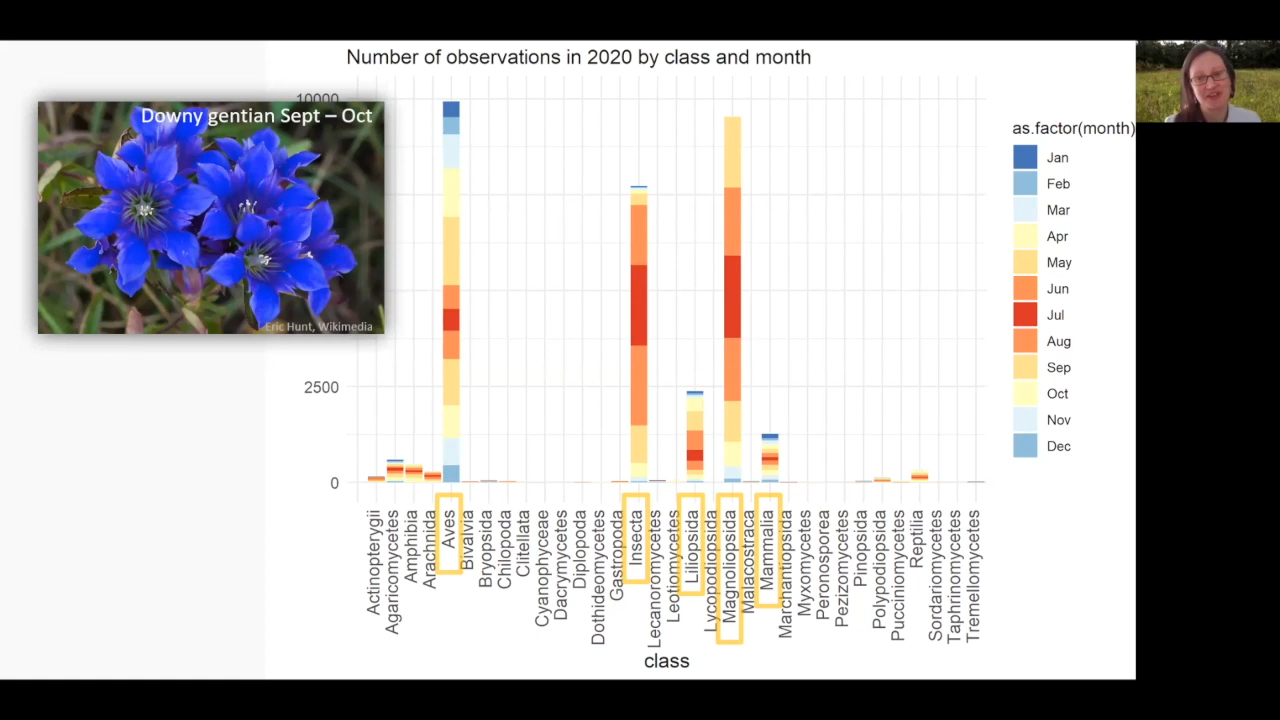 Number of observations in 2020 by class and month
10000
Downy gentian Sept – Oct
Eric Hunt, Wikimedia
2500
0
as.factor(month)
Jan
Feb
Mar
Apr
May
Jun
Jul
Aug
Sep
Oct
Nov
Dec
Actinopterygii
Agaricomycetes
Amphibia
Arachnida
Aves
Bivalvia
Bryopsida
Chilopoda
Clitellata
Cyanophyceae
Dacrymycetes
Diplopoda
Dothideomycetes
Gastropoda
Insecta
Lecanoromycetes
Leotiomycetes
Liliopsida
Lycopodiopsida
Magnoliopsida
Malacostraca
Mammalia
Marchantiopsida
Myxomycetes
Peronosporea
Pezizomycetes
Pinopsida
Polypodiopsida
Pucciniomycetes
Reptilia
Sordariomycetes
Taphrinomycetes
Tremellomycetes
class